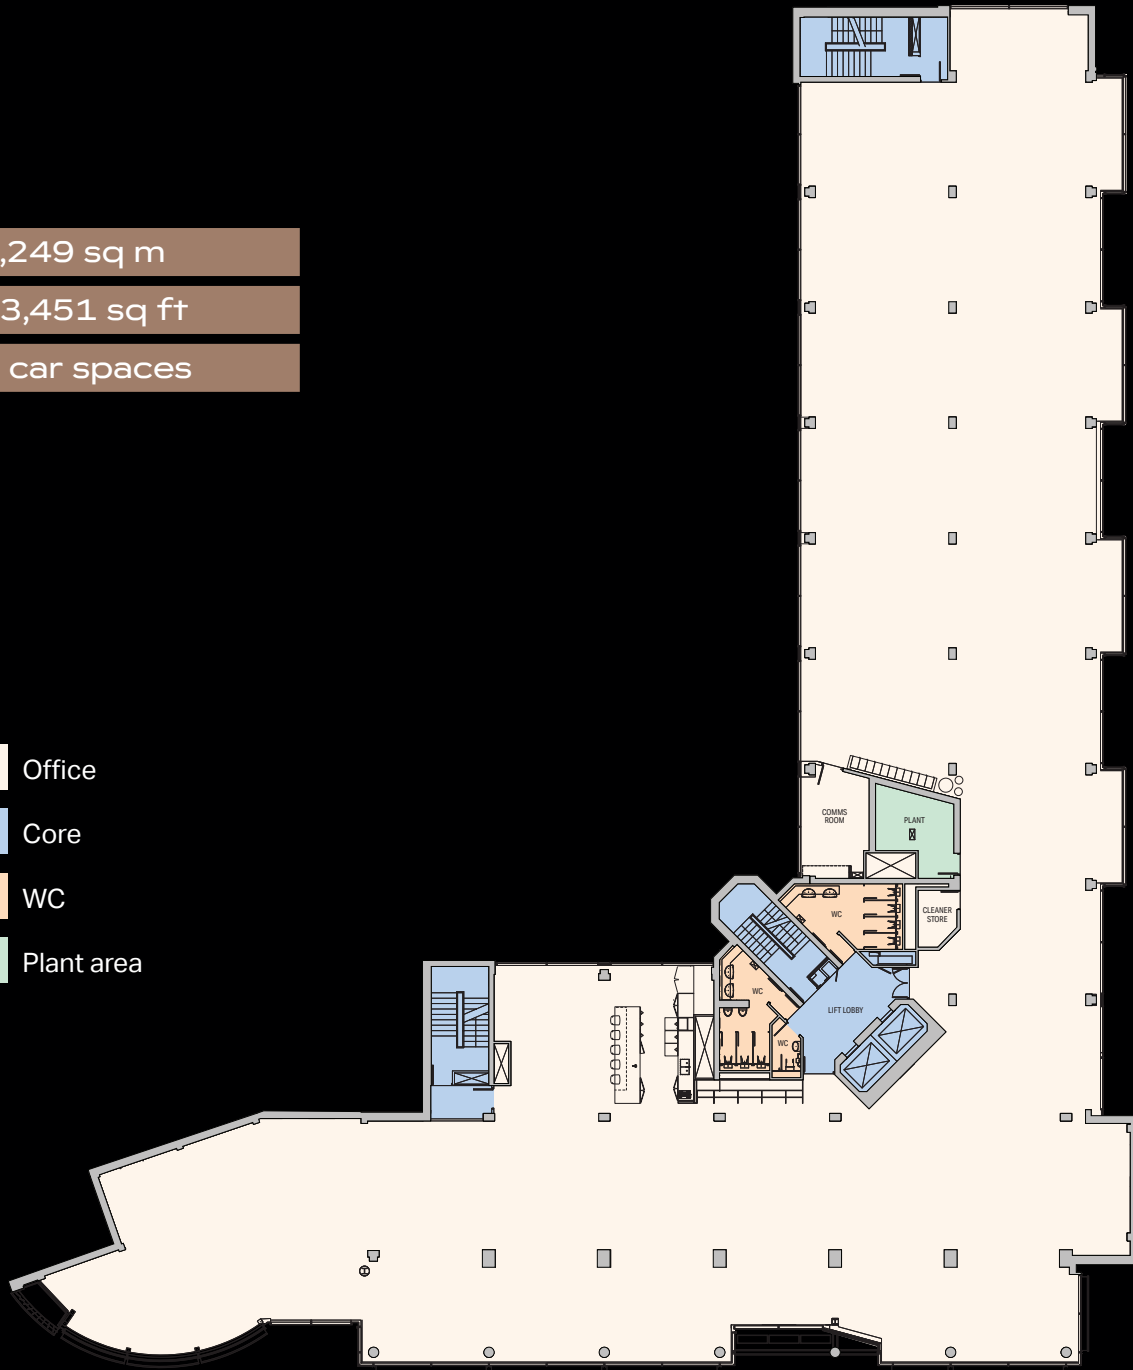 ,249 sq m
3,451 sq ft
car spaces
Office
Core
WC
Plant area
COMMS
ROOM
PLANT
WC
CLEANER
STORE
WC
LIFT LOBBY
WC